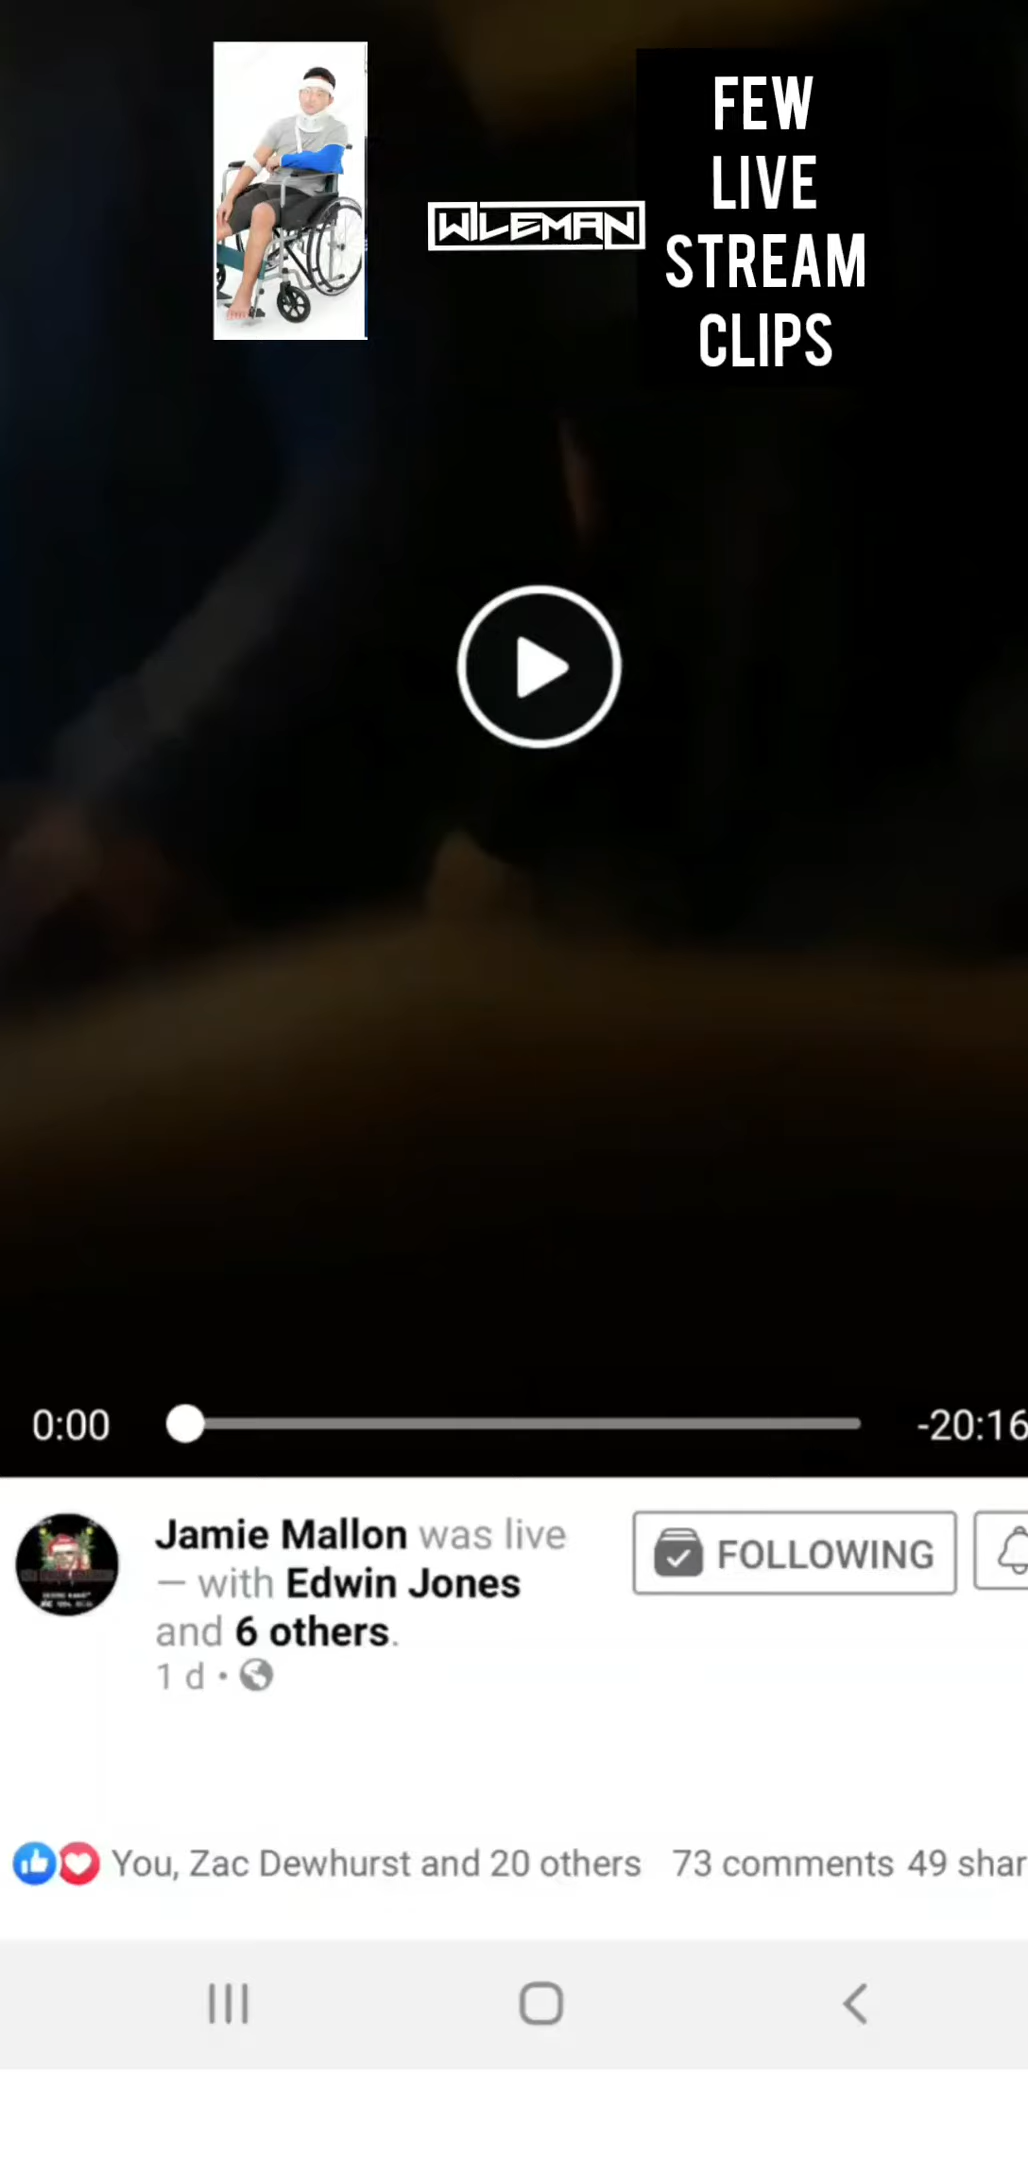 FEW
LIVE
STREAM
CLIPS
WILEMAN
0:00
-20:16
Jamie Mallon was live
— with Edwin Jones
and 6 others.
1 d •
FOLLOWING
You, Zac Dewhurst and 20 others 73 comments 49 shar